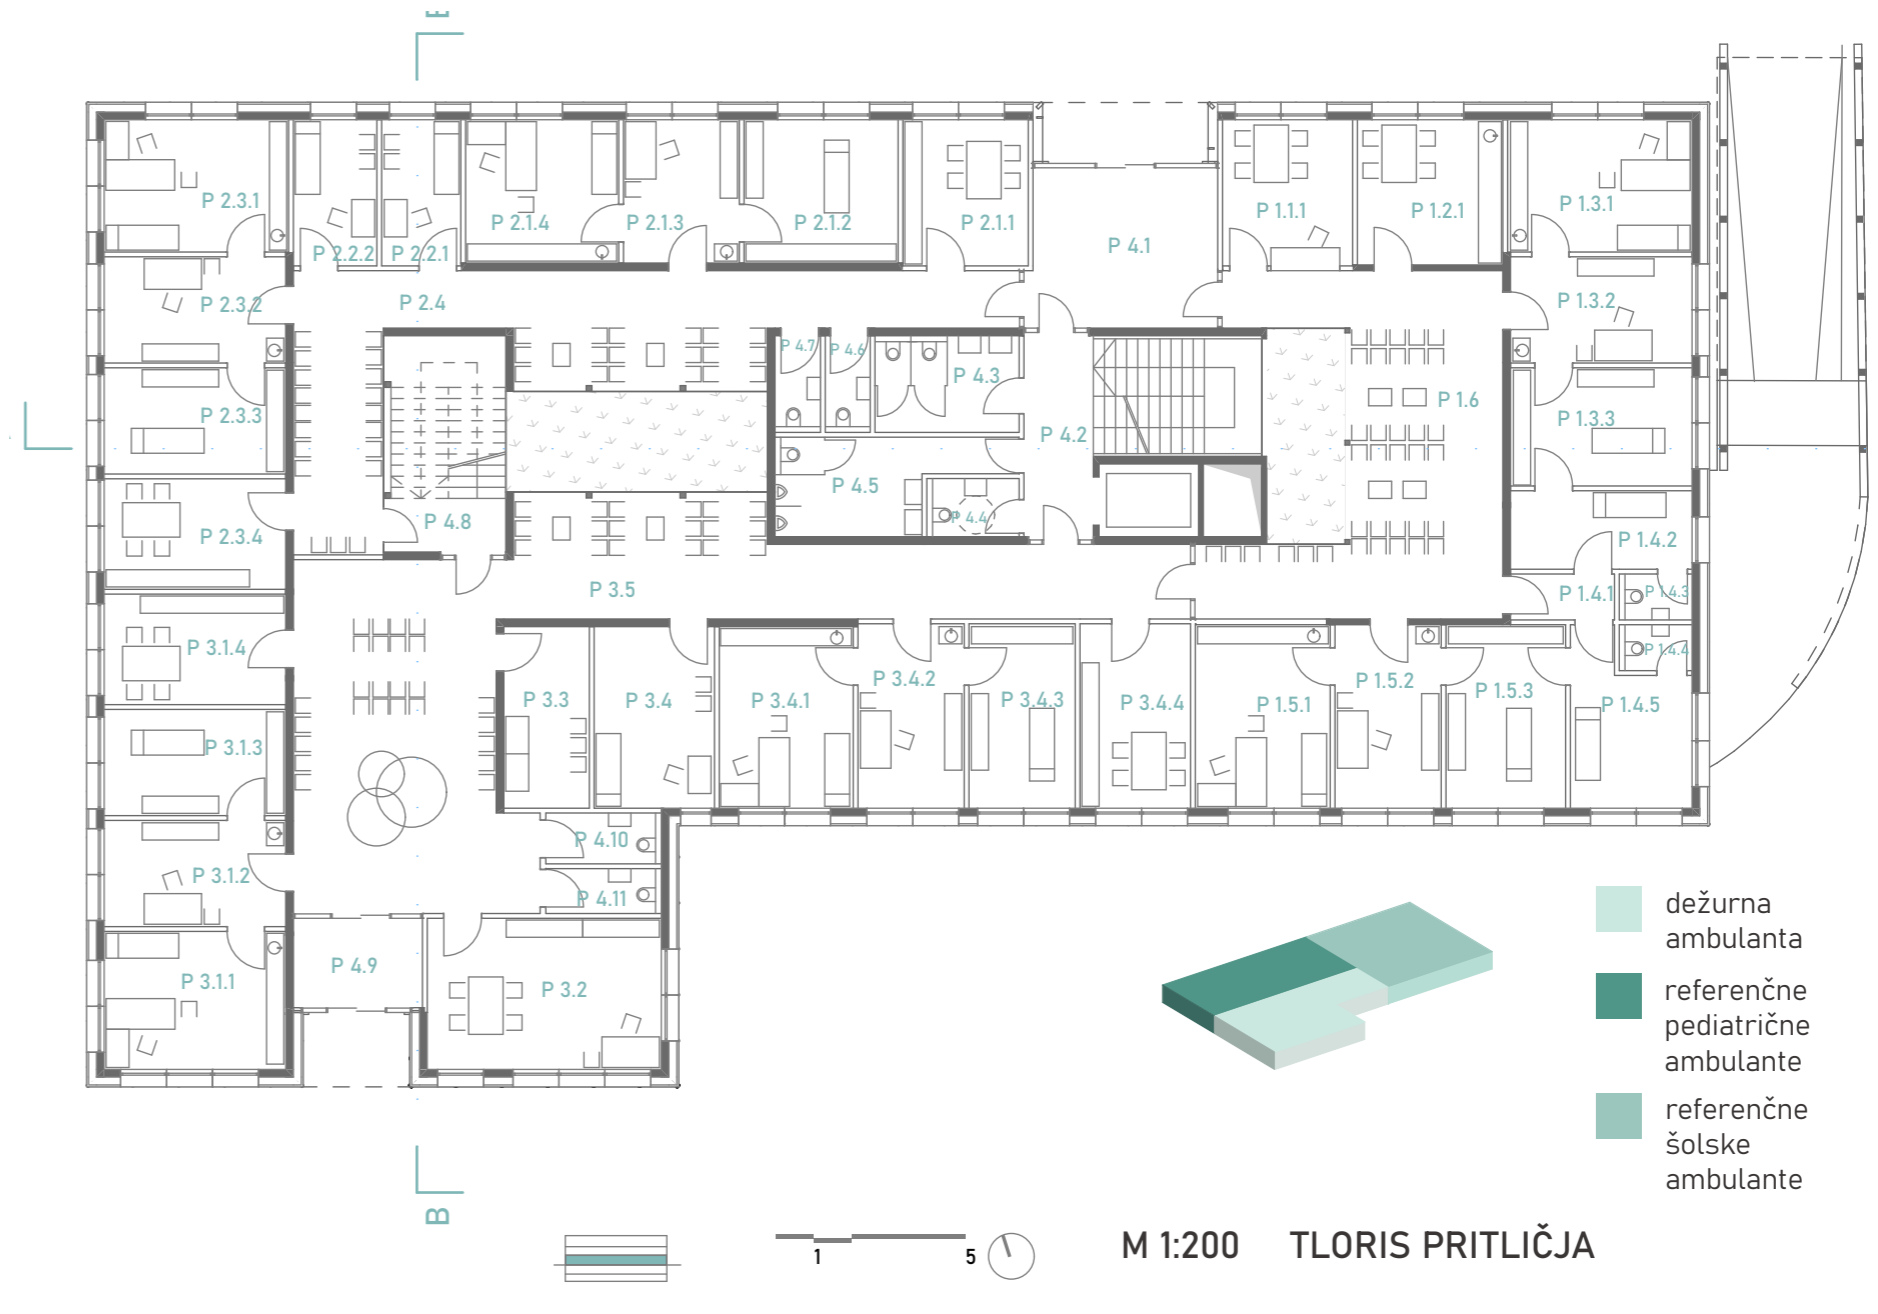 P 2.3.1
P 2.2.2
P 2.2.1
P 2.1.4
P 2.1.3
P 2.1.2
P 2.1.1
P 4.1
P 1.1.1
P 1.2.1
P 1.3.1
P 2.3.2
P 2.4
P 1.3.2
P 4.7
P 4.6
P 4.3
P 1.6
P 2.3.3
P 4.2
P 1.3.3
P 4.5
P 4.4
P 2.3.4
P 4.8
P 1.4.2
P 3.5
P 1.4.1
P 1.4.3
P 3.1.4
P 1.4.4
P 3.3
P 3.4
P 3.4.1
P 3.4.2
P 3.4.3
P 3.4.4
P 1.5.1
P 1.5.2
P 1.5.3
P 1.4.5
P 3.1.3
P 4.10
P 3.1.2
P 4.11
P 3.1.1
P 4.9
P 3.2
dežurna
ambulanta
referenčne
pediatrične
ambulante
referenčne
šolske
ambulante
B
1
5
M 1:200
TLORIS PRITLIČJA